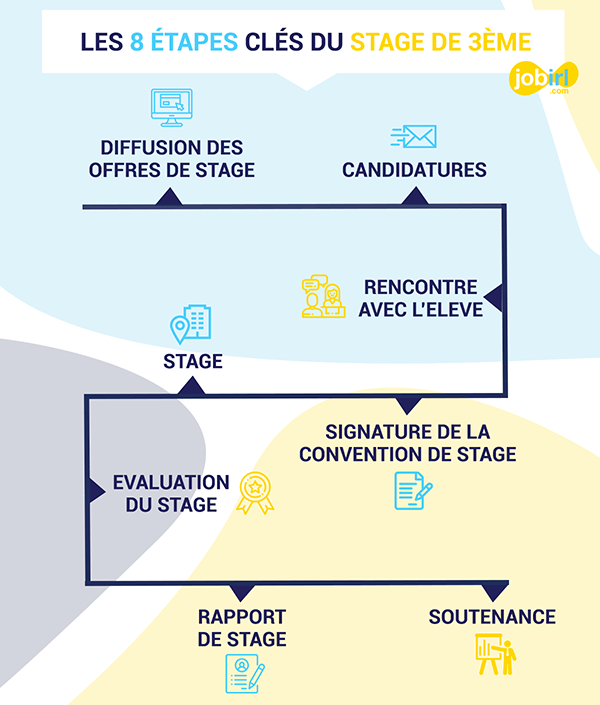 LES 8 ÉTAPES CLÉS DU STAGE DE 3ÈME
jobirl
.com
DIFFUSION DES
OFFRES DE STAGE
CANDIDATURES
RENCONTRE
AVEC L'ELEVE
SIGNATURE DE LA
CONVENTION DE STAGE
STAGE
EVALUATION
DU STAGE
RAPPORT
DE STAGE
SOUTENANCE